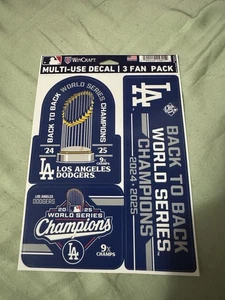 WINCRAFT
MULTI-USE DECAL | 3 FAN PACK
BACK TO BACK WORLD SERIES CHAMPIONS
'24 '25
LA 9X CHAMPS
LOS ANGELES DODGERS
LOS ANGELES DODGERS
2025
WORLD SERIES
Champions
LA 9X CHAMPS
LA
BACK TO BACK
WORLD SERIES
CHAMPIONS
2024-2025